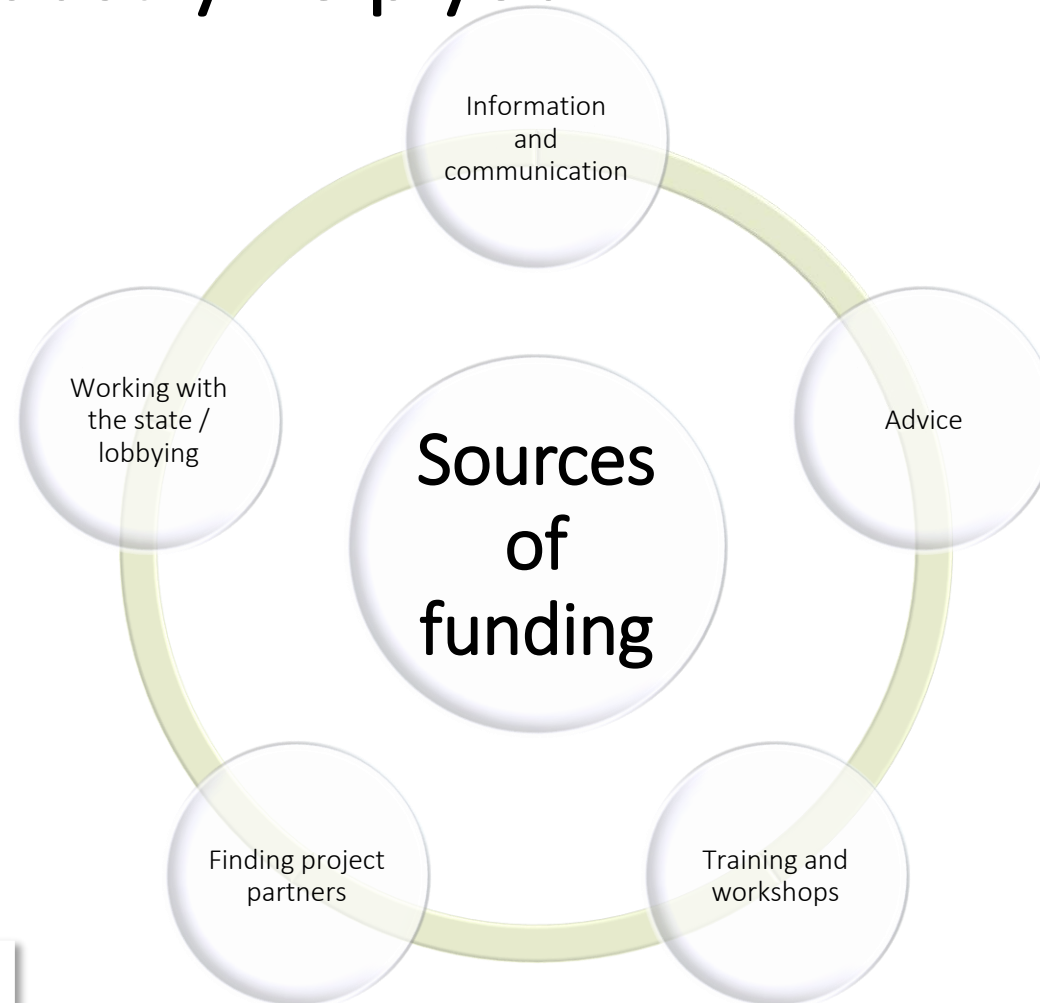 Information
and
communication
Working with
the state /
lobbying
Advice
Sources
of
funding
Finding project
partners
Training and
workshops